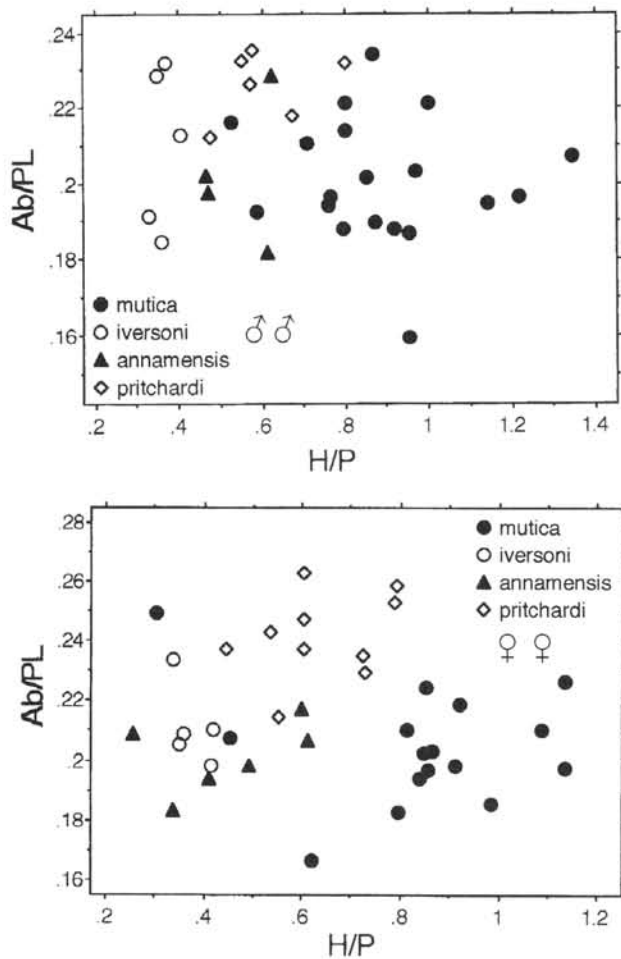 Ab/PL
.22
.2
.18
.16
● mutica
○ iversoni
▲ annamensis
◇ pritchardi
♂ ♂
.2 .4 .6 .8 1 1.2 1.4
H/P
Ab/PL
.28
.26
.24
.22
.2
.18
.16
● mutica
○ iversoni
▲ annamensis
◇ pritchardi
♀ ♀
.2 .4 .6 .8 1 1.2
H/P